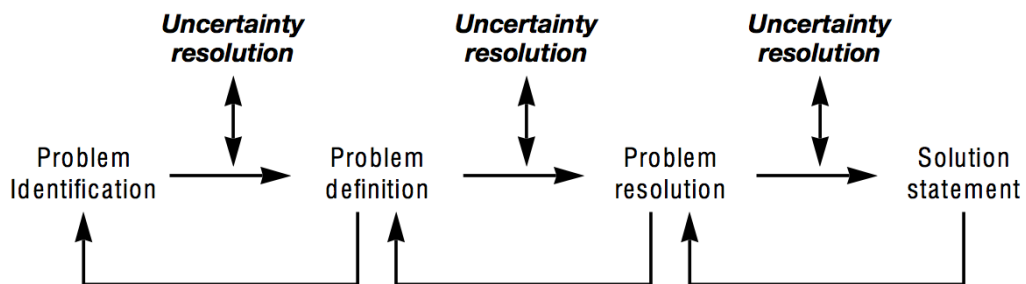 Uncertainty
resolution
Uncertainty
resolution
Uncertainty
resolution
Problem
Identification
Problem
definition
Problem
resolution
Solution
statement